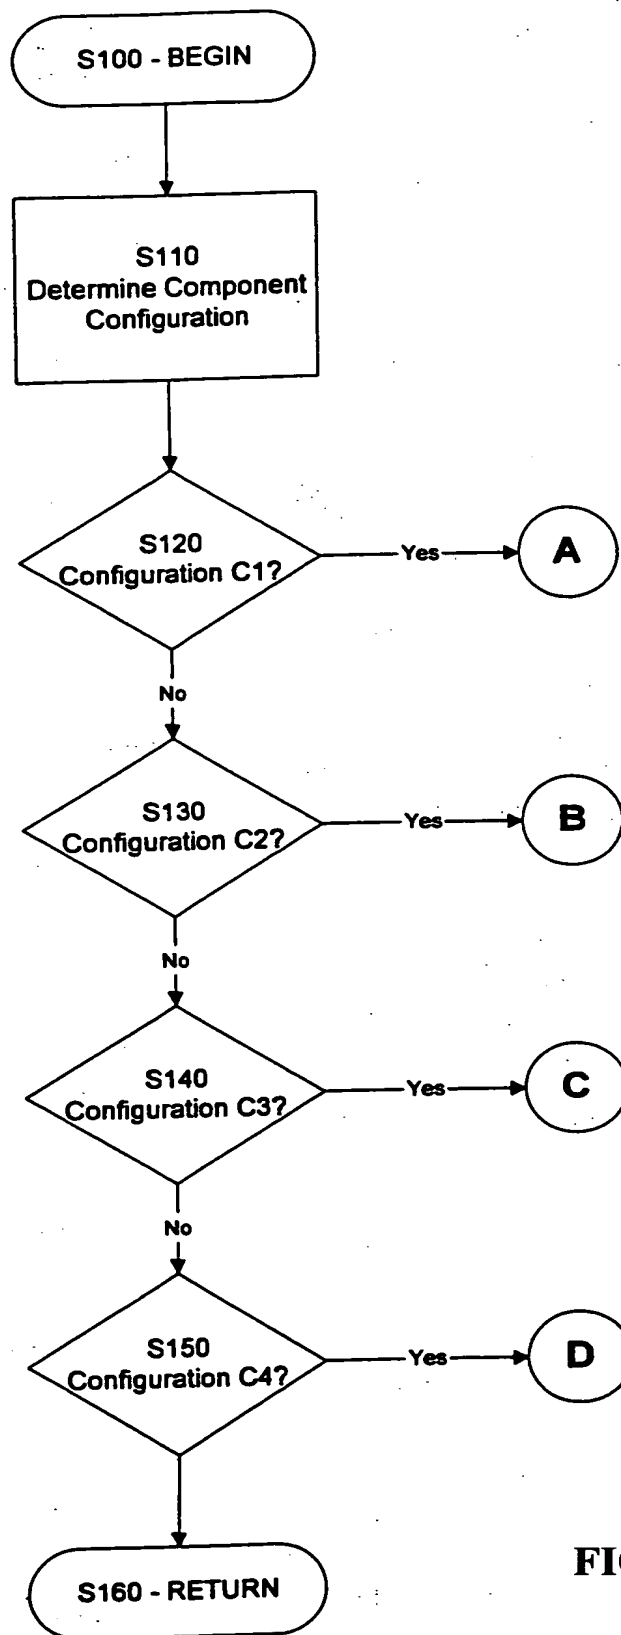 S100 - BEGIN
S110
Determine Component
Configuration
S120
Configuration C1?
Yes
A
No
S130
Configuration C2?
Yes
B
No
S140
Configuration C3?
Yes
C
No
S150
Configuration C4?
Yes
D
S160 - RETURN